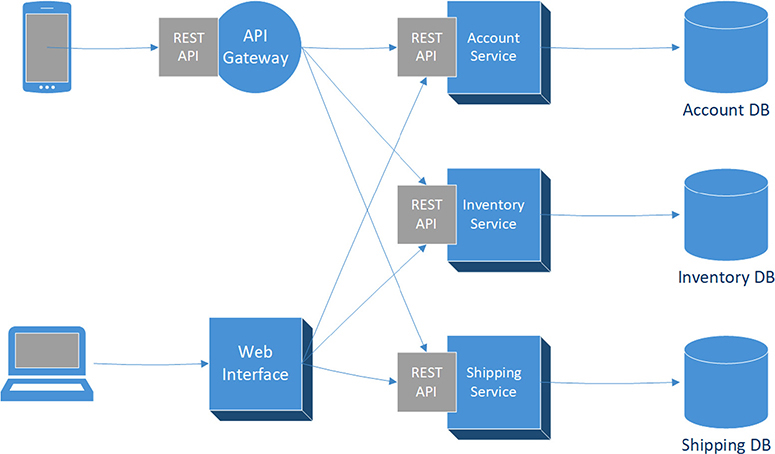 REST
API
API
Gateway
REST
API
Account
Service
Account DB
REST
API
Inventory
Service
Inventory DB
Web
Interface
REST
API
Shipping
Service
Shipping DB